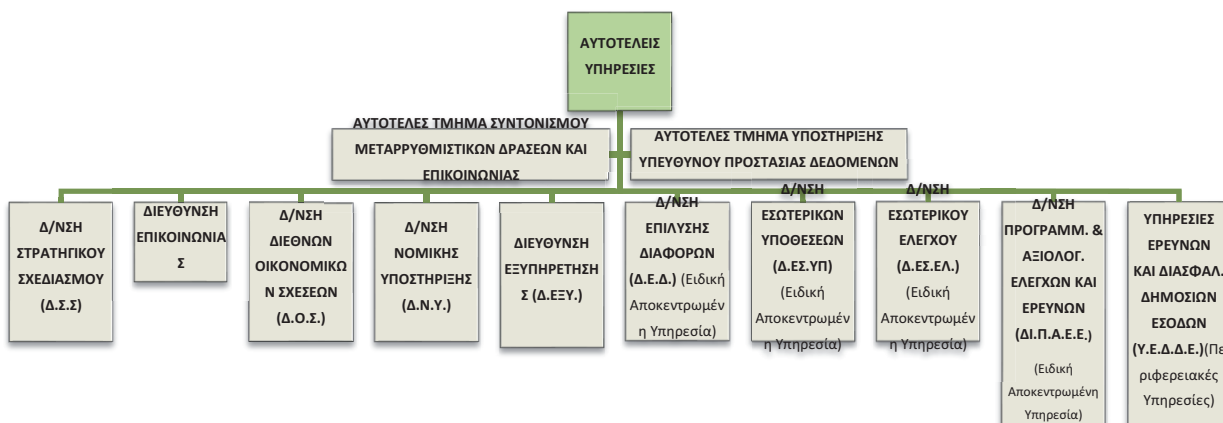 ΑΥΤΟΤΕΛΕΙΣ
ΥΠΗΡΕΣΙΕΣ
ΑΥΤΟΤΕΛΕΣ ΤΜΗΜΑ ΣΥΝΤΟΝΙΣΜΟΥ
ΜΕΤΑΡΡΥΘΜΙΣΤΙΚΩΝ ΔΡΑΣΕΩΝ ΚΑΙ
ΕΠΙΚΟΙΝΩΝΙΑΣ
ΑΥΤΟΤΕΛΕΣ ΤΜΗΜΑ ΥΠΟΣΤΗΡΙΞΗΣ
ΥΠΕΥΘΥΝΟΥ ΠΡΟΣΤΑΣΙΑΣ ΔΕΔΟΜΕΝΩΝ
Δ/ΝΣΗ
ΣΤΡΑΤΗΓΙΚΟΥ
ΣΧΕΔΙΑΣΜΟΥ
(Δ.Σ.Σ)
ΔΙΕΥΘΥΝΣΗ
ΕΠΙΚΟΙΝΩΝΙΑ
Σ
Δ/ΝΣΗ
ΔΙΕΘΝΩΝ
ΟΙΚΟΝΟΜΙΚΩ
Ν ΣΧΕΣΕΩΝ
(Δ.Ο.Σ.)
Δ/ΝΣΗ
ΝΟΜΙΚΗΣ
ΥΠΟΣΤΗΡΙΞΗΣ
(Δ.Ν.Υ.)
ΔΙΕΥΘΥΝΣΗ
ΕΞΥΠΗΡΕΤΗΣΗ
Σ (Δ.ΕΞΥ.)
Δ/ΝΣΗ
ΕΠΙΛΥΣΗΣ
ΔΙΑΦΟΡΩΝ
(Δ.Ε.Δ.) (Ειδική
Αποκεντρωμέν
η Υπηρεσία)
Δ/ΝΣΗ
ΕΣΩΤΕΡΙΚΩΝ
ΥΠΟΘΕΣΕΩΝ
(Δ.ΕΣ.ΥΠ)
(Ειδική
Αποκεντρωμέν
η Υπηρεσία)
Δ/ΝΣΗ
ΕΣΩΤΕΡΙΚΟΥ
ΕΛΕΓΧΟΥ
(Δ.ΕΣ.ΕΛ.)
(Ειδική
Αποκεντρωμέν
η Υπηρεσία)
Δ/ΝΣΗ
ΠΡΟΓΡΑΜΜ. &
ΑΞΙΟΛΟΓ.
ΕΛΕΓΧΩΝ ΚΑΙ
ΕΡΕΥΝΩΝ
(ΔΙ.Π.Α.Ε.Ε.)
(Ειδική
Αποκεντρωμένη
Υπηρεσία)
ΥΠΗΡΕΣΙΕΣ
ΕΡΕΥΝΩΝ
ΚΑΙ ΔΙΑΣΦΑΛ.
ΔΗΜΟΣΙΩΝ
ΕΣΟΔΩΝ
(Υ.Ε.Δ.Δ.Ε.)(Πε
ριφερειακές
Υπηρεσίες)